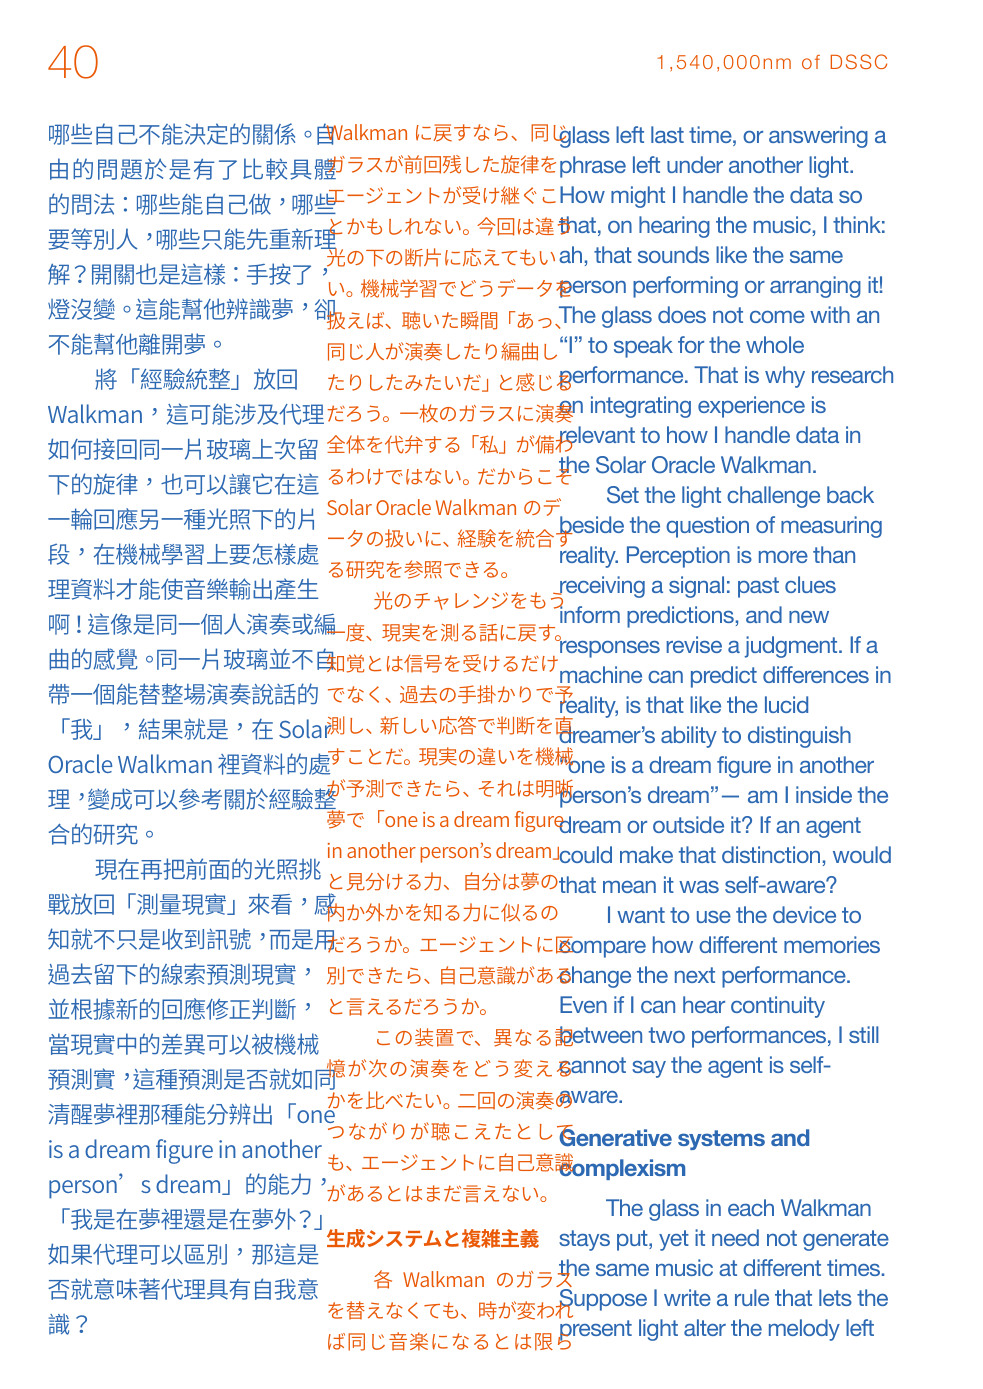 40
1,540,000nm of DSSC
哪些自己不能決定的關係。自
由的問題於是有了比較具體
的問法：哪些能自己做，哪些
要等別人，哪些只能先重新理
解？開關也是這樣：手按了，
燈沒變。這能幫他辨識夢，卻
不能幫他離開夢。
將「經驗統整」放回
Walkman，這可能涉及代理
如何接回同一片玻璃上次留
下的旋律，也可以讓它在這
一輪回應另一種光照下的片
段，在機械學習上要怎樣處
理資料才能使音樂輸出產生
啊！這像是同一個人演奏或編
曲的感覺。同一片玻璃並不自
帶一個能替整場演奏說話的
「我」，結果就是，在 Solar
Oracle Walkman 裡資料的處
理，變成可以參考關於經驗整
合的研究。
現在再把前面的光照挑
戰放回「測量現實」來看，感
知就不只是收到訊號，而是用
過去留下的線索預測現實，
並根據新的回應修正判斷，
當現實中的差異可以被機械
預測實，這種預測是否就如同
清醒夢裡那種能分辨出「one
is a dream figure in another
person’s dream」的能力，
「我是在夢裡還是在夢外？」
如果代理可以區別，那這是
否就意味著代理具有自我意
識？
Walkman に戻すなら、同じ
ガラスが前回残した旋律を
エージェントが受け継ぐこ
とかもしれない。今回は違う
光の下の断片に応えてもい
い。機械学習でどうデータを
扱えば、聴いた瞬間「あっ、
同じ人が演奏したり編曲し
たりしたみたいだ」と感じる
だろう。一枚のガラスに演奏
全体を代弁する「私」が備わ
るわけではない。だからこそ
Solar Oracle Walkman のデ
ータの扱いに、経験を統合す
る研究を参照できる。
光のチャレンジをもう
一度、現実を測る話に戻す。
知覚とは信号を受けるだけ
でなく、過去の手掛かりで予
測し、新しい応答で判断を直
すことだ。現実の違いを機械
が予測できたら、それは明晰
夢で「one is a dream figure
in another person’s dream」
と見分ける力、自分は夢の
内か外かを知る力に似るの
だろうか。エージェントに区
別できたら、自己意識がある
と言えるだろうか。
この装置で、異なる記
憶が次の演奏をどう変える
かを比べたい。二回の演奏の
つながりが聴こえたとして
も、エージェントに自己意識
があるとはまだ言えない。
生成システムと複雑主義
各 Walkman のガラス
を替えなくても、時が変われ
ば同じ音楽になるとは限ら
glass left last time, or answering a
phrase left under another light.
How might I handle the data so
that, on hearing the music, I think:
ah, that sounds like the same
person performing or arranging it!
The glass does not come with an
“I” to speak for the whole
performance. That is why research
on integrating experience is
relevant to how I handle data in
the Solar Oracle Walkman.
Set the light challenge back
beside the question of measuring
reality. Perception is more than
receiving a signal: past clues
inform predictions, and new
responses revise a judgment. If a
machine can predict differences in
reality, is that like the lucid
dreamer’s ability to distinguish
“one is a dream figure in another
person’s dream”— am I inside the
dream or outside it? If an agent
could make that distinction, would
that mean it was self-aware?
I want to use the device to
compare how different memories
change the next performance.
Even if I can hear continuity
between two performances, I still
cannot say the agent is self-
aware.
Generative systems and
complexism
The glass in each Walkman
stays put, yet it need not generate
the same music at different times.
Suppose I write a rule that lets the
present light alter the melody left